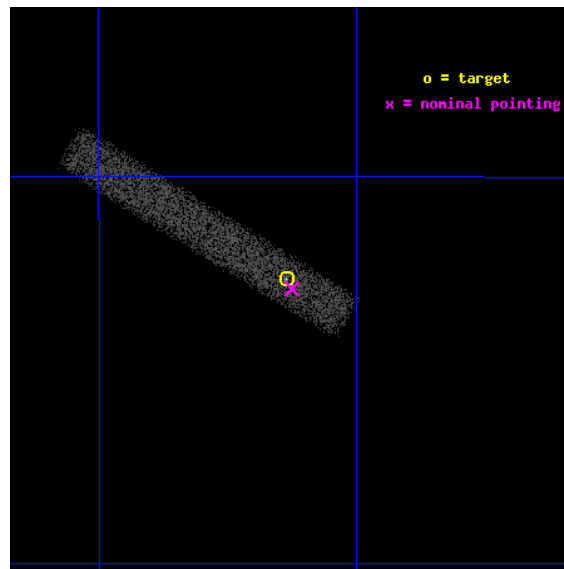 o = target
x = nominal pointing